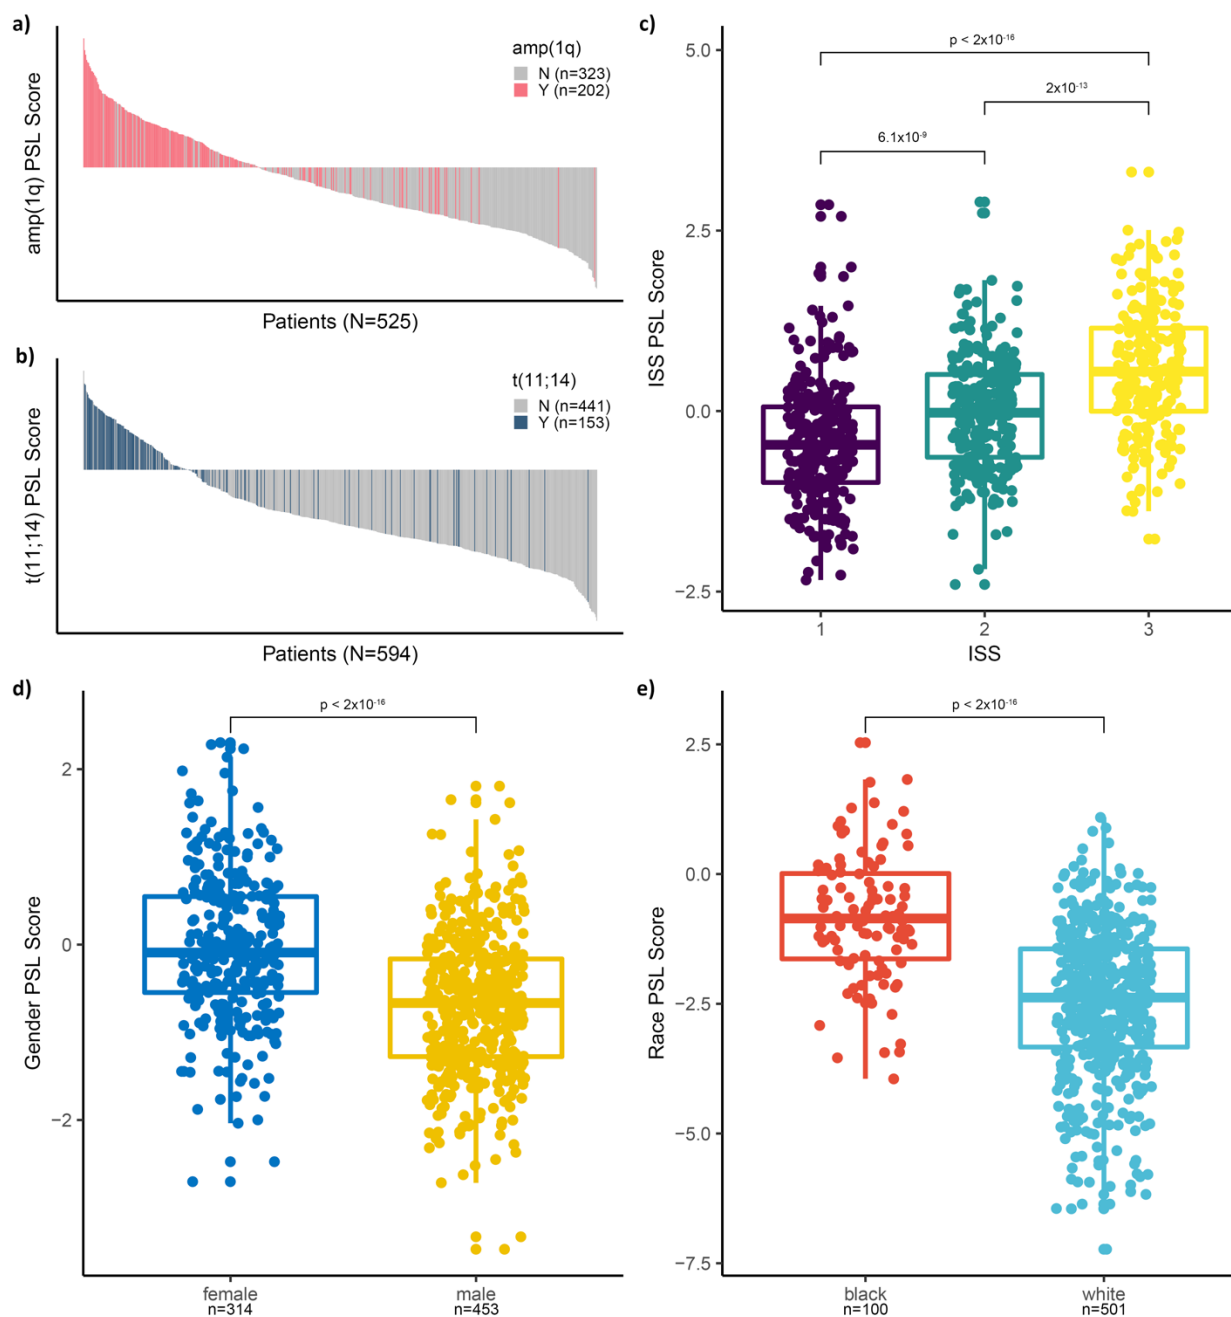 a)
amp(1q) PSL Score
amp(1q)
N (n=323)
Y (n=202)
Patients (N=525)
b)
t(11;14) PSL Score
t(11;14)
N (n=441)
Y (n=153)
Patients (N=594)
c)
ISS PSL Score
5.0
2.5
0.0
−2.5
p < 2x10⁻¹⁶
2x10⁻¹³
6.1x10⁻⁹
1 2 3
ISS
d)
Gender PSL Score
2
0
−2
p < 2x10⁻¹⁶
female male
n=314 n=453
e)
Race PSL Score
2.5
0.0
−2.5
−5.0
−7.5
p < 2x10⁻¹⁶
black white
n=100 n=501